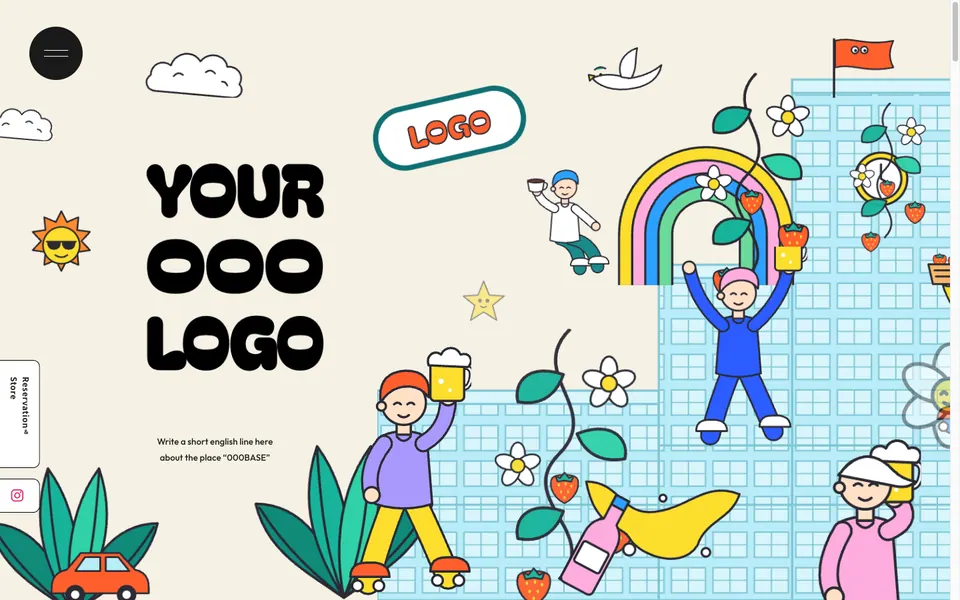 LOGO
YOUR
OOO
LOGO
Write a short english line here
about the place “OOOBASE”
Reservation
Store